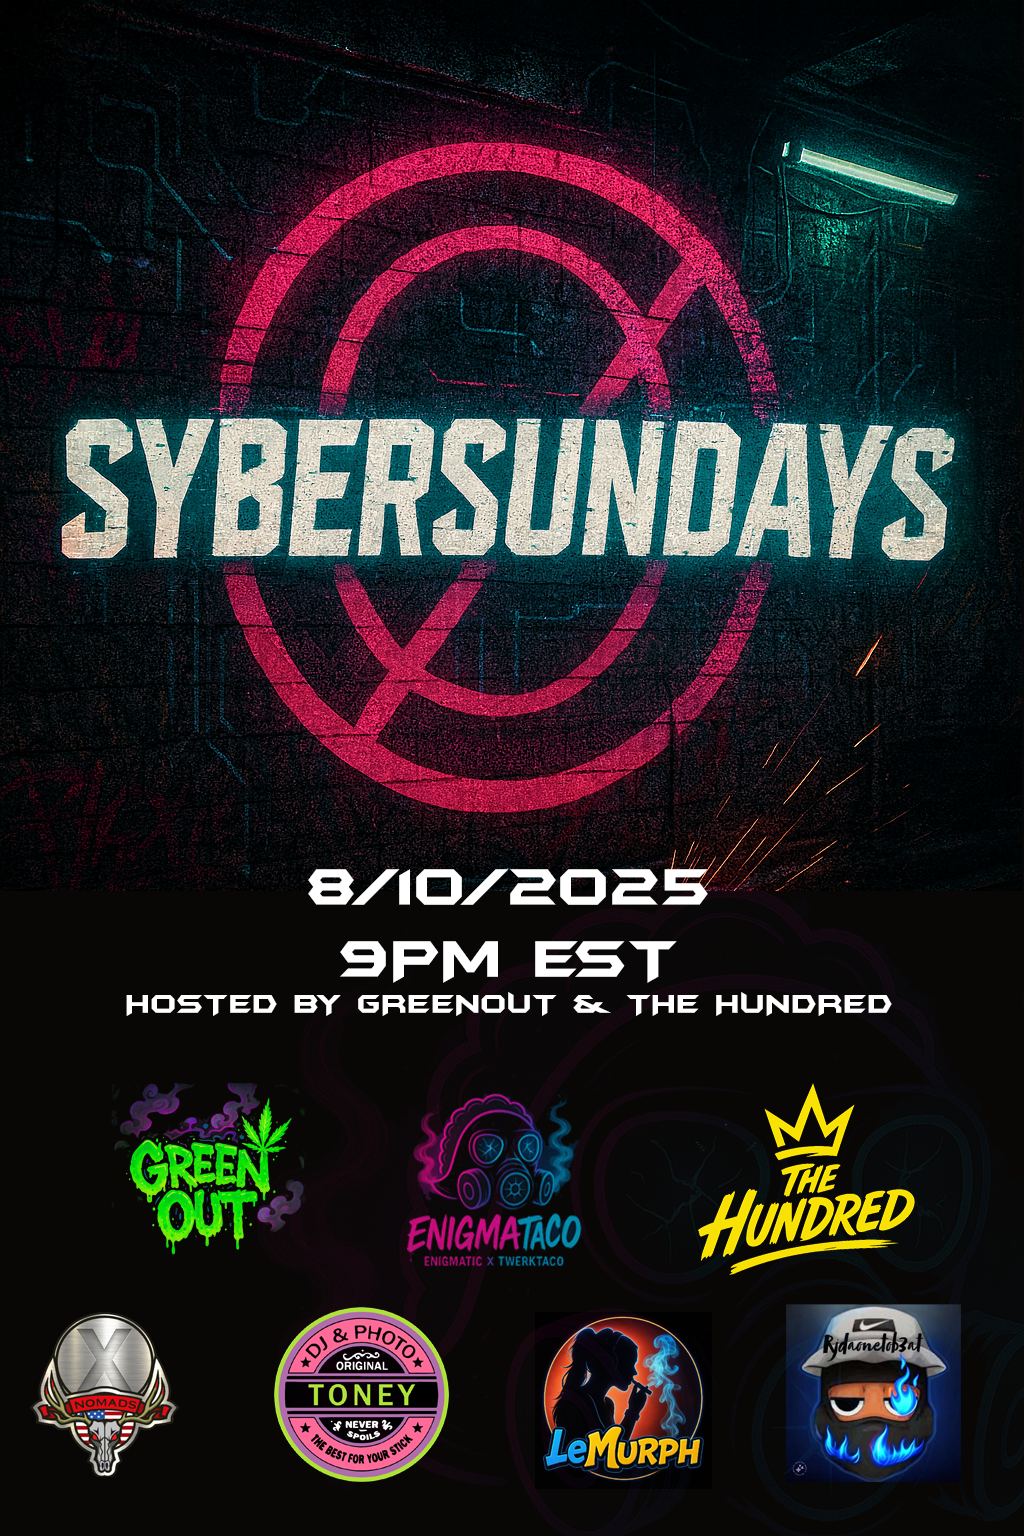 SYBERSUNDAYS
8/10/2025
9PM EST
HOSTED BY GREENOUT & THE HUNDRED
GREEN
OUT
ENIGMATACO
ENIGMATIC X TWERKTACO
THE
HUNDRED
X
NOMADS
DJ & PHOTO
ORIGINAL
TONEY
NEVER
SPOILS
THE BEST FOR YOUR STICK
LEMURPH
Rjdaonetob3at